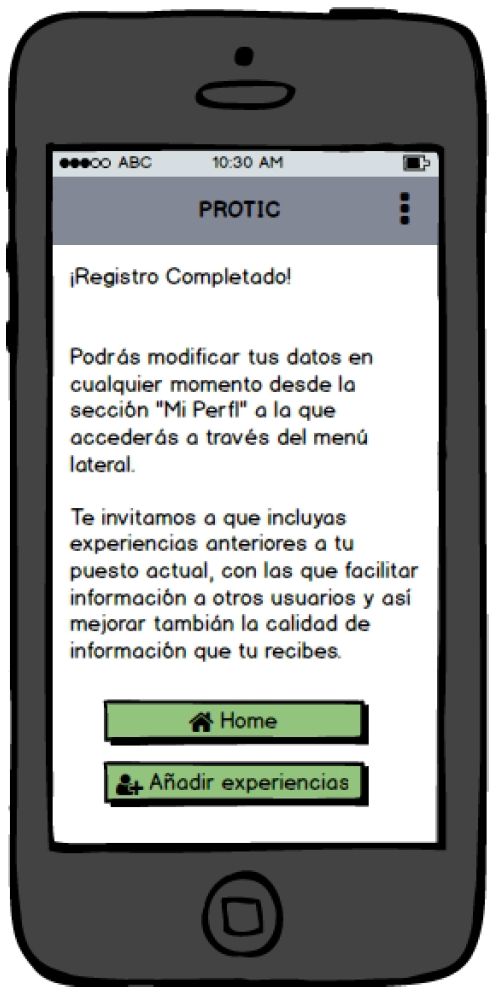 ABC 10:30 AM
PROTIC
¡Registro Completado!
Podrás modificar tus datos en
cualquier momento desde la
sección "Mi Perfl" a la que
accederás a través del menú
lateral.
Te invitamos a que incluyas
experiencias anteriores a tu
puesto actual, con las que facilitar
información a otros usuarios y así
mejorar tambián la calidad de
información que tu recibes.
Home
Añadir experiencias